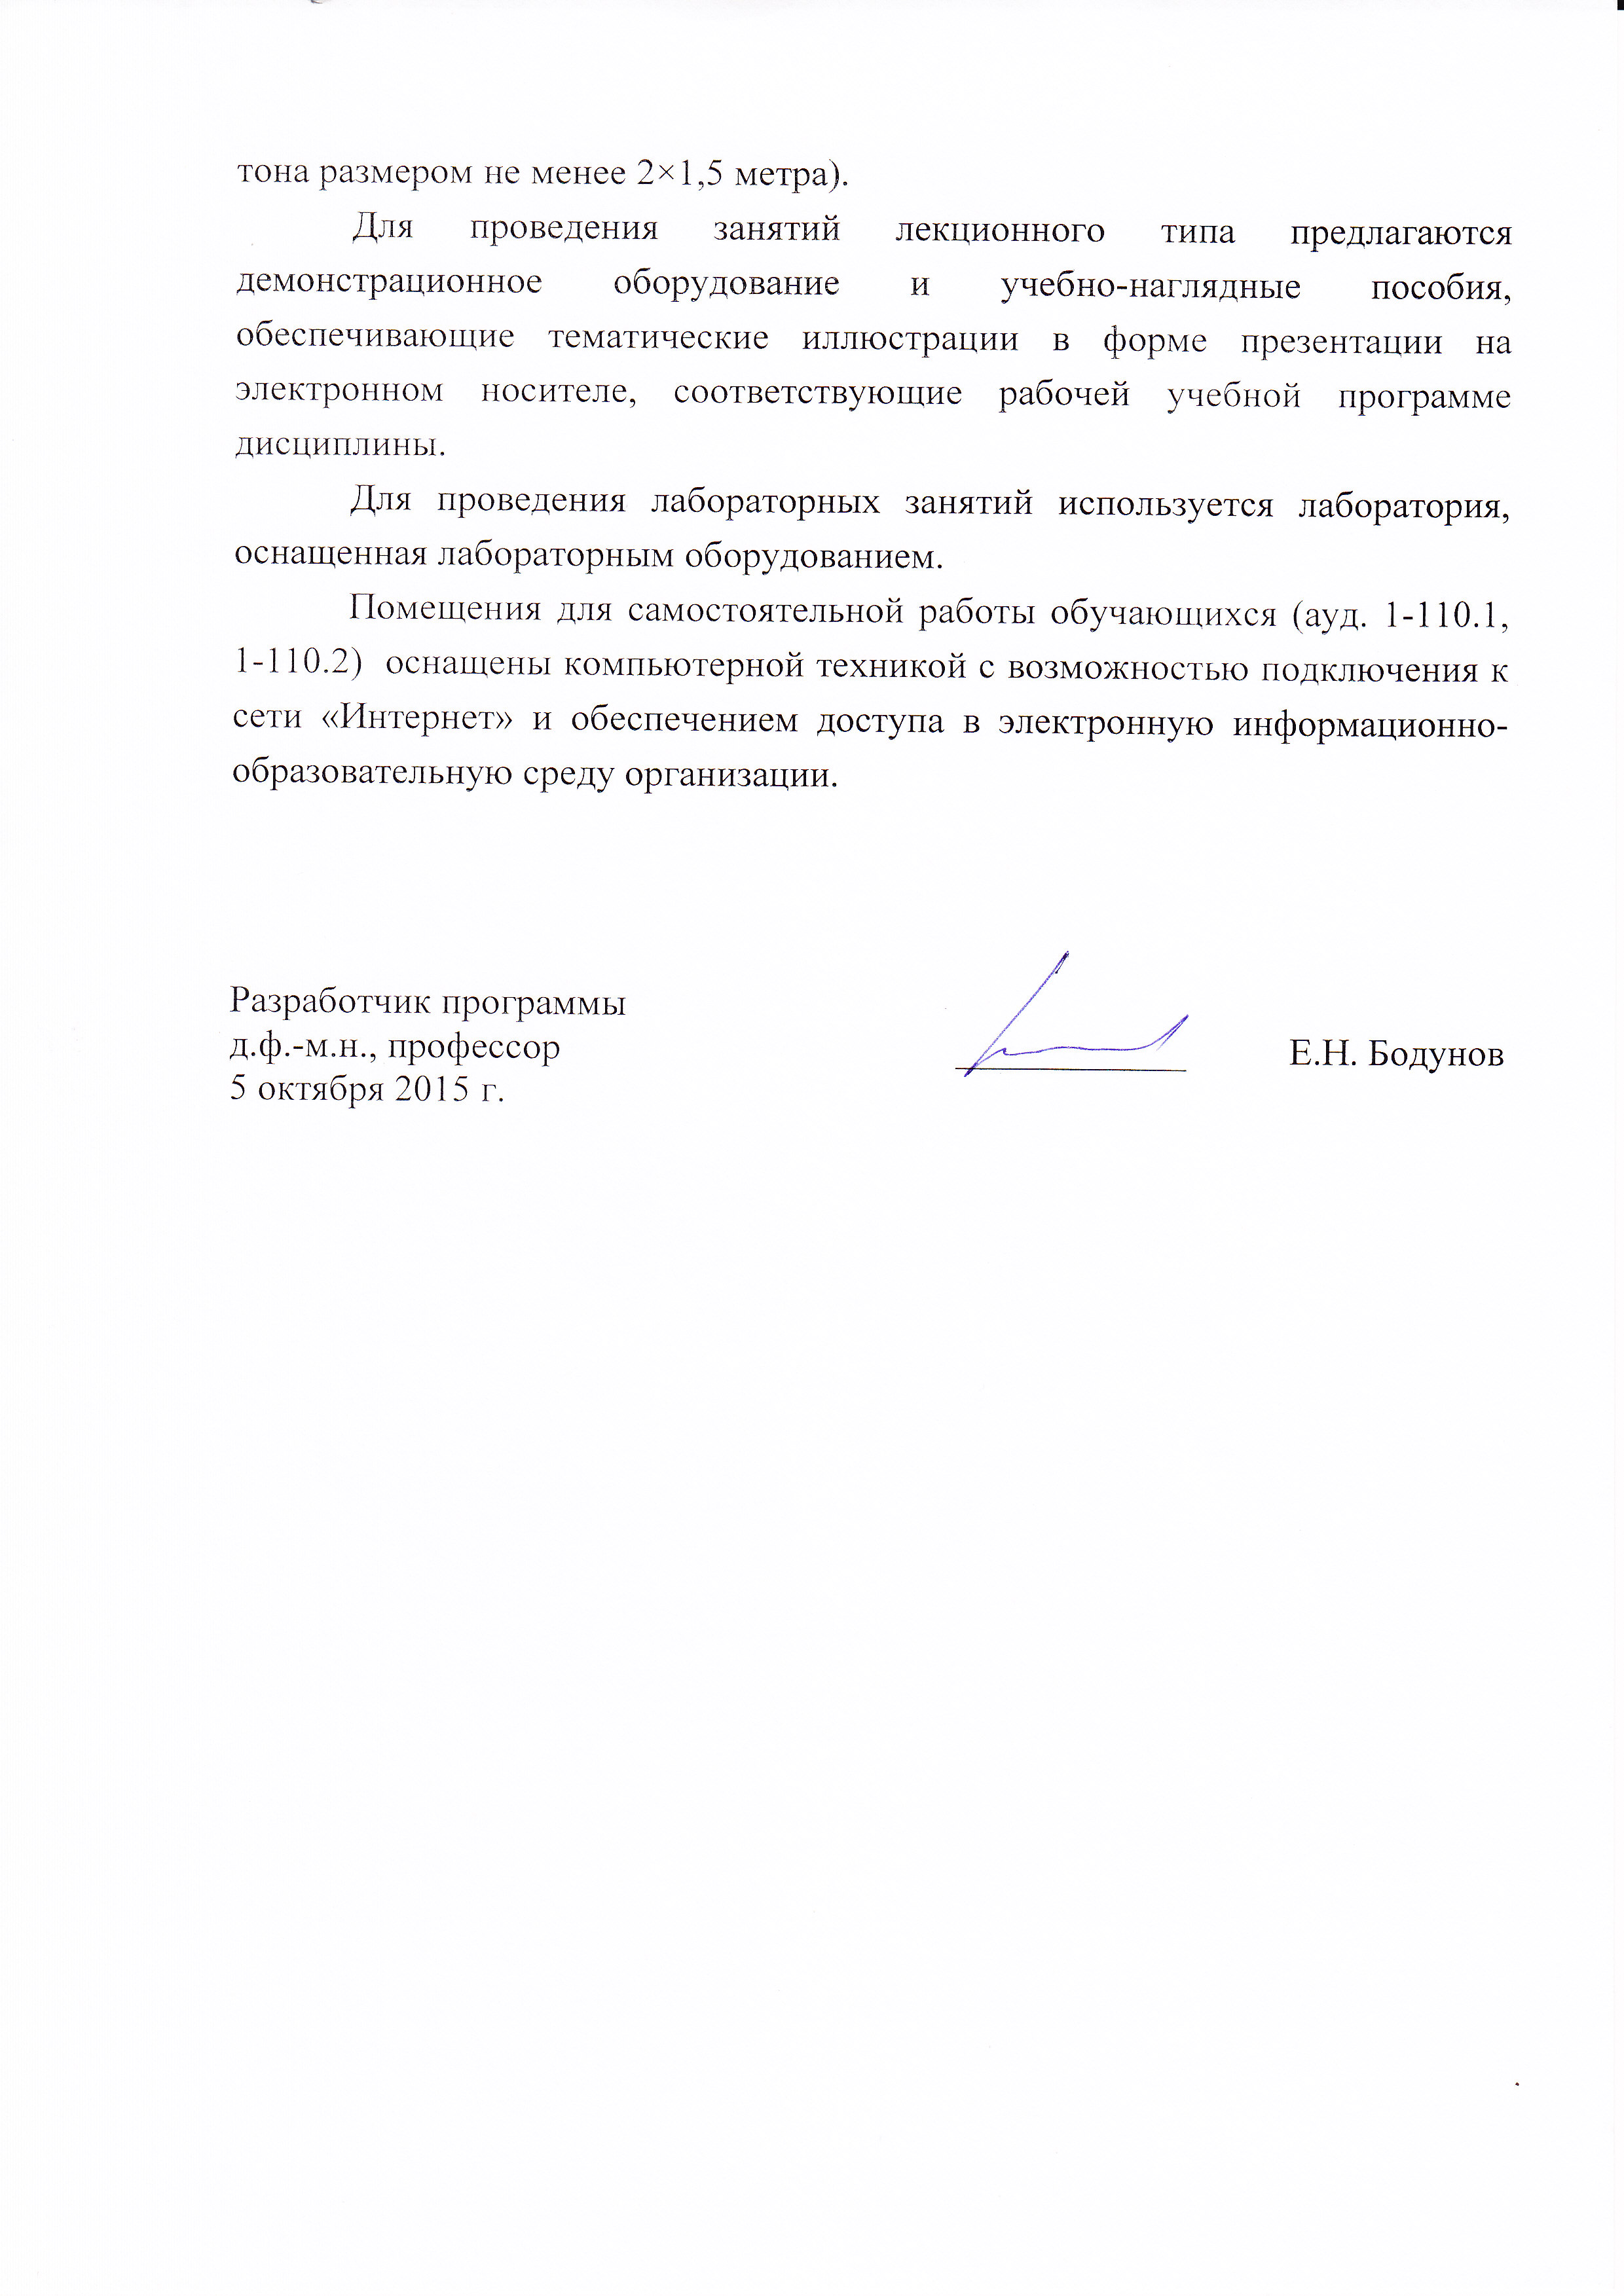 тона размером не менее 2×1,5 метра).
Для проведения занятий лекционного типа предлагаются
демонстрационное оборудование и учебно-наглядные пособия,
обеспечивающие тематические иллюстрации в форме презентации на
электронном носителе, соответствующие рабочей учебной программе
дисциплины.
Для проведения лабораторных занятий используется лаборатория,
оснащенная лабораторным оборудованием.
Помещения для самостоятельной работы обучающихся (ауд. 1-110.1,
1-110.2) оснащены компьютерной техникой с возможностью подключения к
сети «Интернет» и обеспечением доступа в электронную информационно-
образовательную среду организации.
Разработчик программы
д.ф.-м.н., профессор Е.Н. Бодунов
5 октября 2015 г.